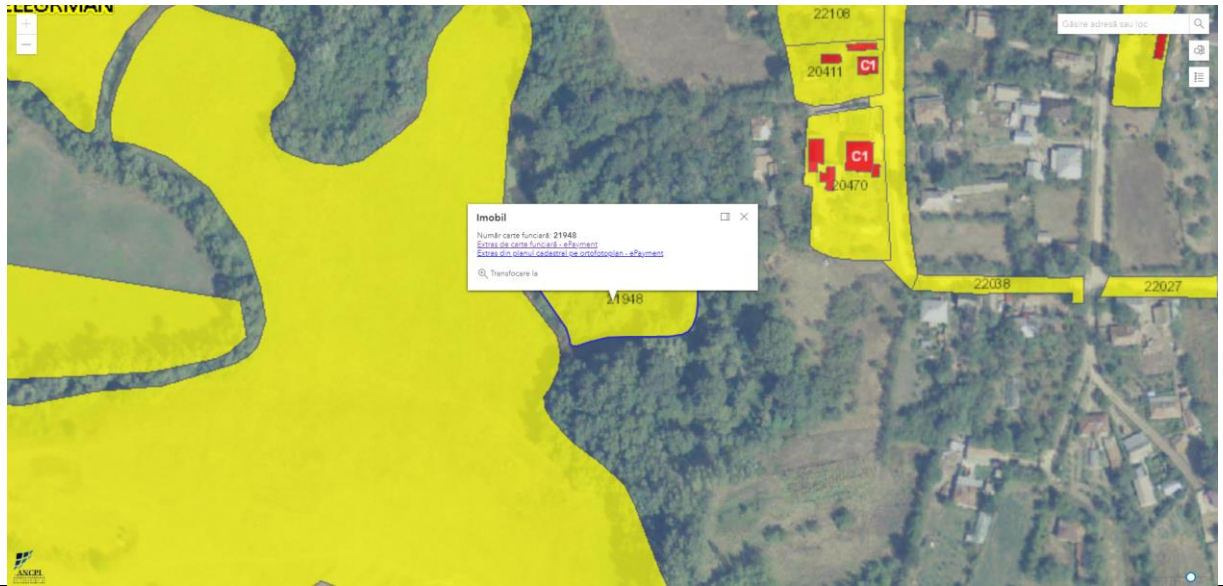 22108
Găsire adresă sau loc
C1
20411
C1
20470
Imobil
Număr carte funciară: 21948
Extras de carte funciară - ePayment
Extras din planul cadastral pe ortofotoplan - ePayment
Transfocare la
21948
22038
22027
ANCPI